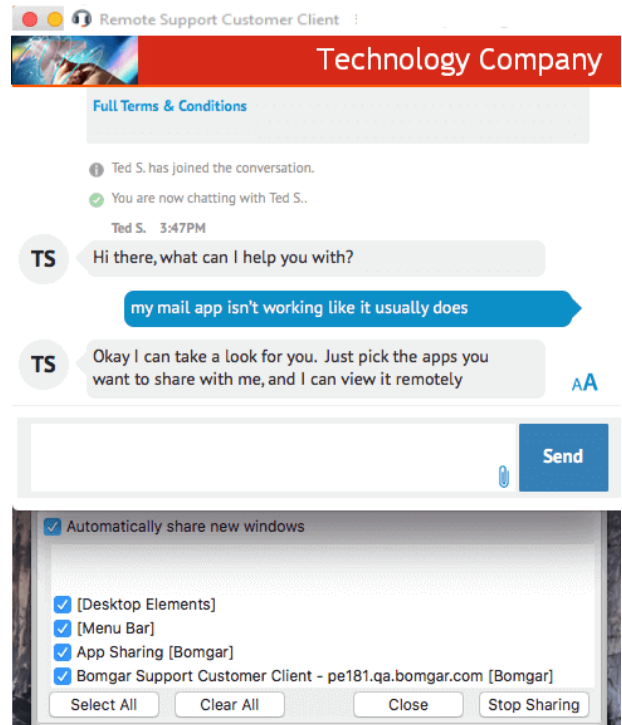 Remote Support Customer Client
Technology Company
Full Terms & Conditions
Ted S. has joined the conversation.
You are now chatting with Ted S..
Ted S. 3:47PM
TS
Hi there, what can I help you with?
my mail app isn't working like it usually does
TS
Okay I can take a look for you. Just pick the apps you
want to share with me, and I can view it remotely
AA
Send
Automatically share new windows
[Desktop Elements]
[Menu Bar]
App Sharing [Bomgar]
Bomgar Support Customer Client - pe181.qa.bomgar.com [Bomgar]
Select All Clear All Close Stop Sharing